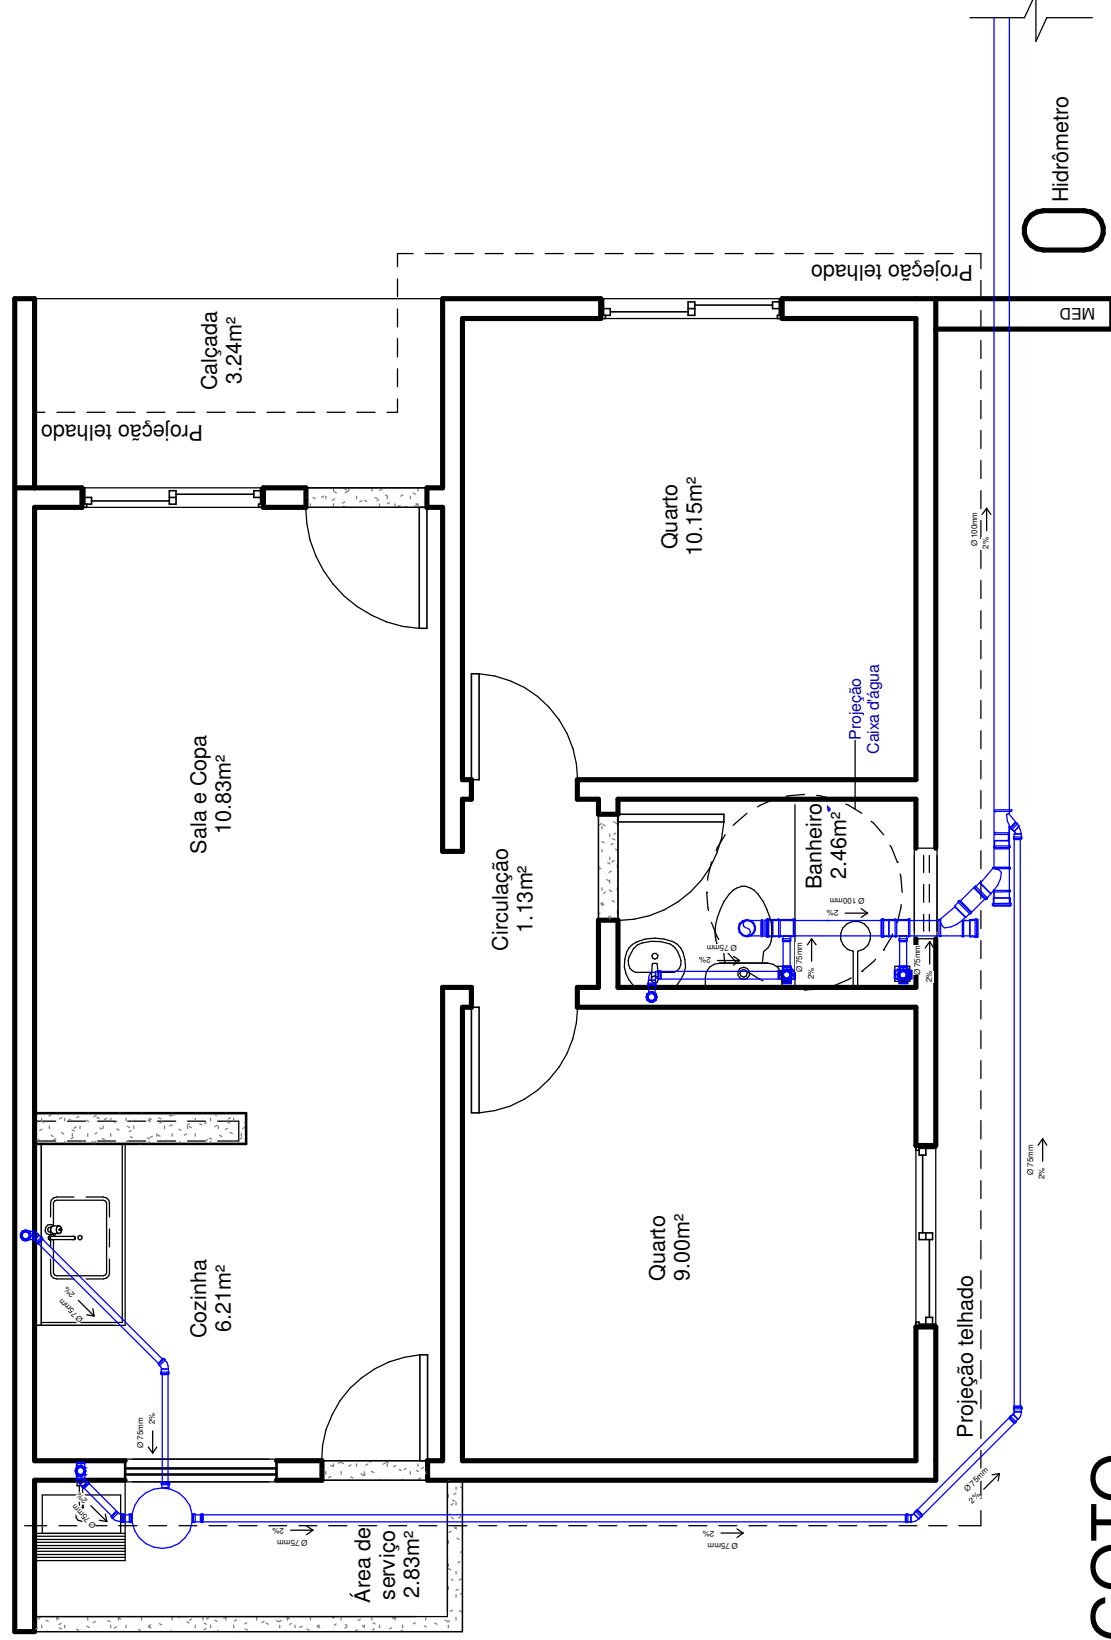 Hidrômetro
MED
Projeção telhado
Calçada
3.24m²
Projeção telhado
Sala e Copa
10.83m²
Quarto
10.15m²
Ø 100mm
2%
Projeção
Caixa d'água
Circulação
1.13m²
Banheiro
2.46m²
Ø 100mm
2%
Ø 75mm
2%
Ø 75mm
2%
Ø 75mm
2%
Cozinha
6.21m²
Ø 75mm
2%
Ø 75mm
2%
Quarto
9.00m²
Ø 75mm
2%
Projeção telhado
Ø 75mm
2%
Área de
serviço
2.83m²
Ø 75mm
2%
Ø 75mm
2%
Ø 75mm
2%